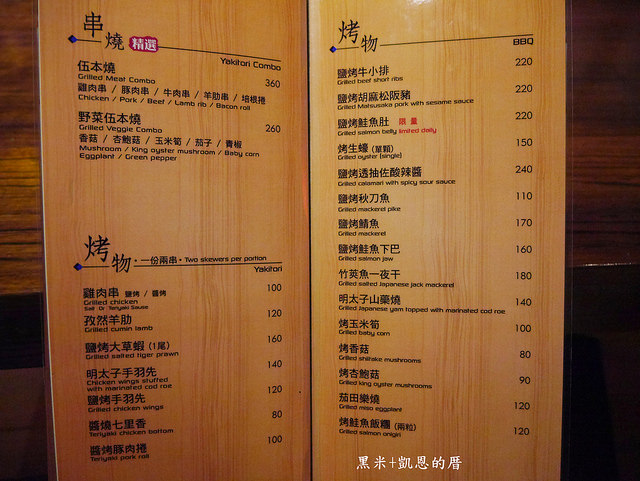 串燒 精選
Yakitori Combo
伍本燒 360
Grilled Meat Combo
雞肉串 / 豚肉串 / 牛肉串 / 羊肋串 / 培根捲
Chicken / Pork / Beef / Lamb rib / Bacon roll
野菜伍本燒 260
Grilled Veggie Combo
香菇 / 杏鮑菇 / 玉米筍 / 茄子 / 青椒
Mushroom / King oyster mushroom / Baby corn
Eggplant / Green pepper
烤物 · 一份兩串 · Two skewers per portion
Yakitori
雞肉串 鹽烤 / 醬烤 100
Grilled chicken
Salt Or Teriyaki Sause
孜然羊肋 120
Grilled cumin lamb
鹽烤大草蝦 (1尾) 160
Grilled salted tiger prawn
明太子手羽先 140
Chicken wings stuffed
with marinated cod roe
鹽烤手羽先 120
Grilled chicken wings
醬燒七里香 80
Teriyaki chicken bottom
醬烤豚肉捲 100
Teriyaki pork roll
烤物
BBQ
鹽烤牛小排 220
Grilled beef short ribs
鹽烤胡麻松阪豬 220
Grilled Matsusaka pork with sesame sauce
鹽烤鮭魚肚 限量 220
Grilled salmon belly limited daily
烤生蠔 (單顆) 150
Grilled oyster (single)
鹽烤透抽佐酸辣醬 240
Grilled calamari with spicy sour sauce
鹽烤秋刀魚 110
Grilled mackerel pike
鹽烤鯖魚 170
Grilled mackerel
鹽烤鮭魚下巴 160
Grilled salmon jaw
竹莢魚一夜干 180
Grilled salted Japanese jack mackerel
明太子山藥燒 140
Grilled Japanese yam topped with marinated cod roe
烤玉米筍 100
Grilled baby corn
烤香菇 80
Grilled shiitake mushrooms
烤杏鮑菇 90
Grilled king oyster mushrooms
茄田樂燒 120
Grilled miso eggplant
烤鮭魚飯糰 (兩粒) 120
Grilled salmon onigiri
黑米+凱恩的厝